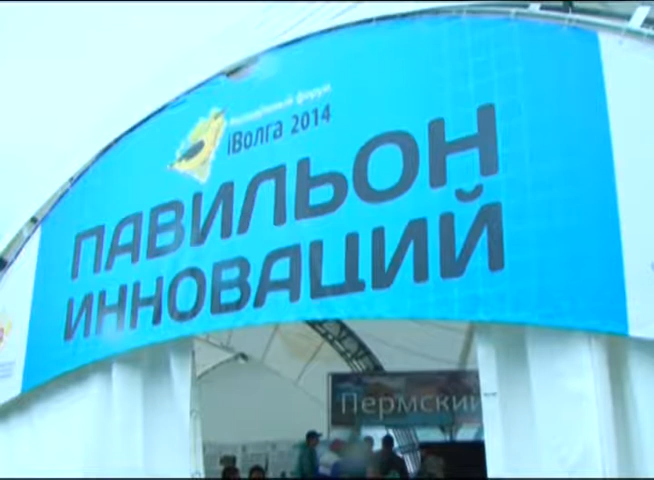 Молодёжный форум
iВолга 2014
ПАВИЛЬОН
ИННОВАЦИЙ
Пермский